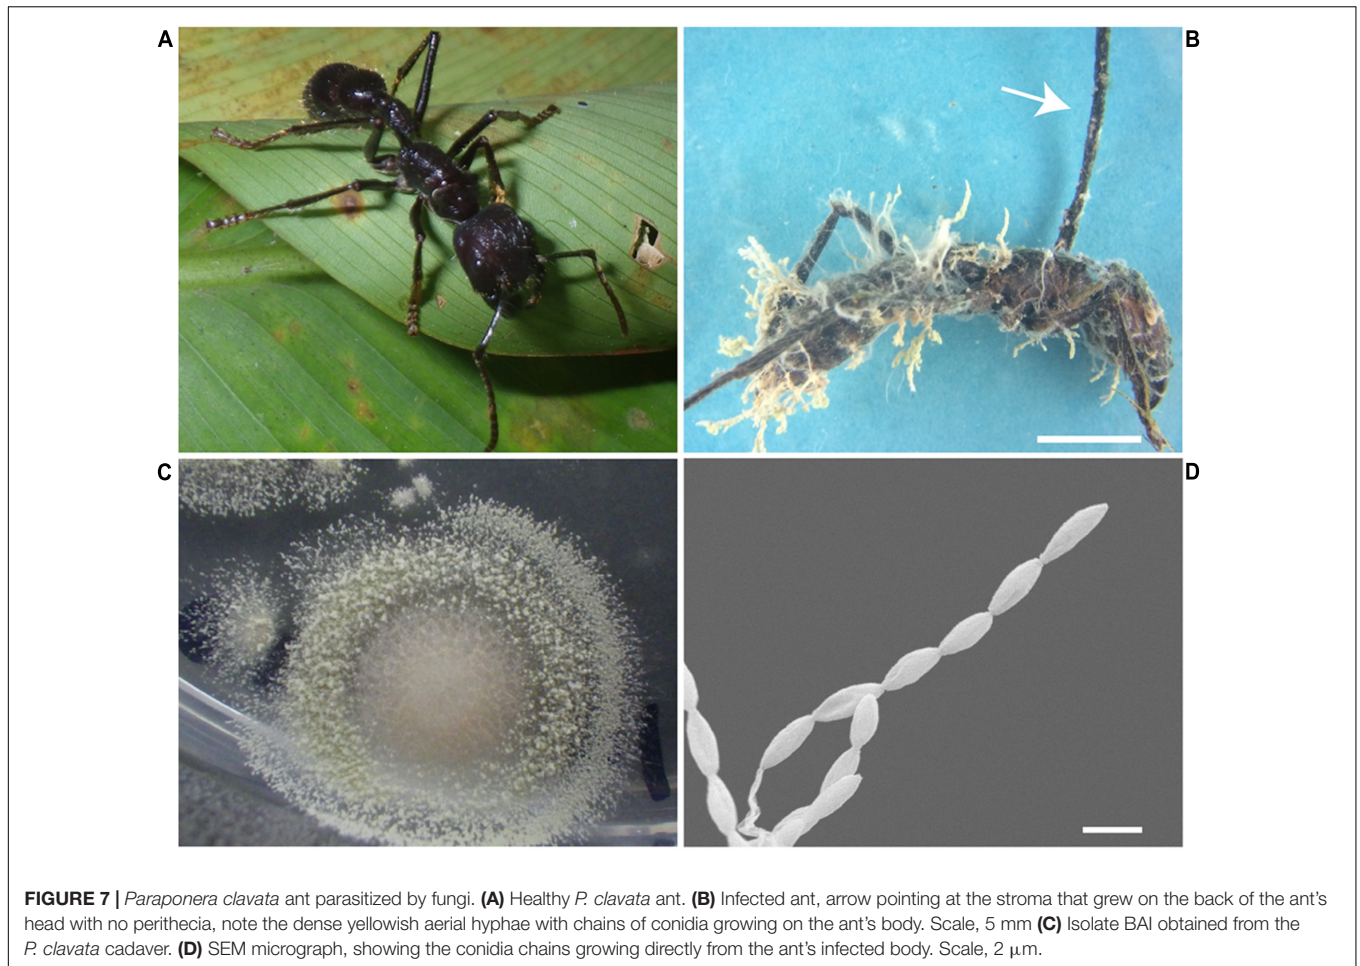 A
B
C
D
FIGURE 7 | Paraponera clavata ant parasitized by fungi. (A) Healthy P. clavata ant. (B) Infected ant, arrow pointing at the stroma that grew on the back of the ant's
head with no perithecia, note the dense yellowish aerial hyphae with chains of conidia growing on the ant's body. Scale, 5 mm (C) Isolate BAI obtained from the
P. clavata cadaver. (D) SEM micrograph, showing the conidia chains growing directly from the ant's infected body. Scale, 2 μm.